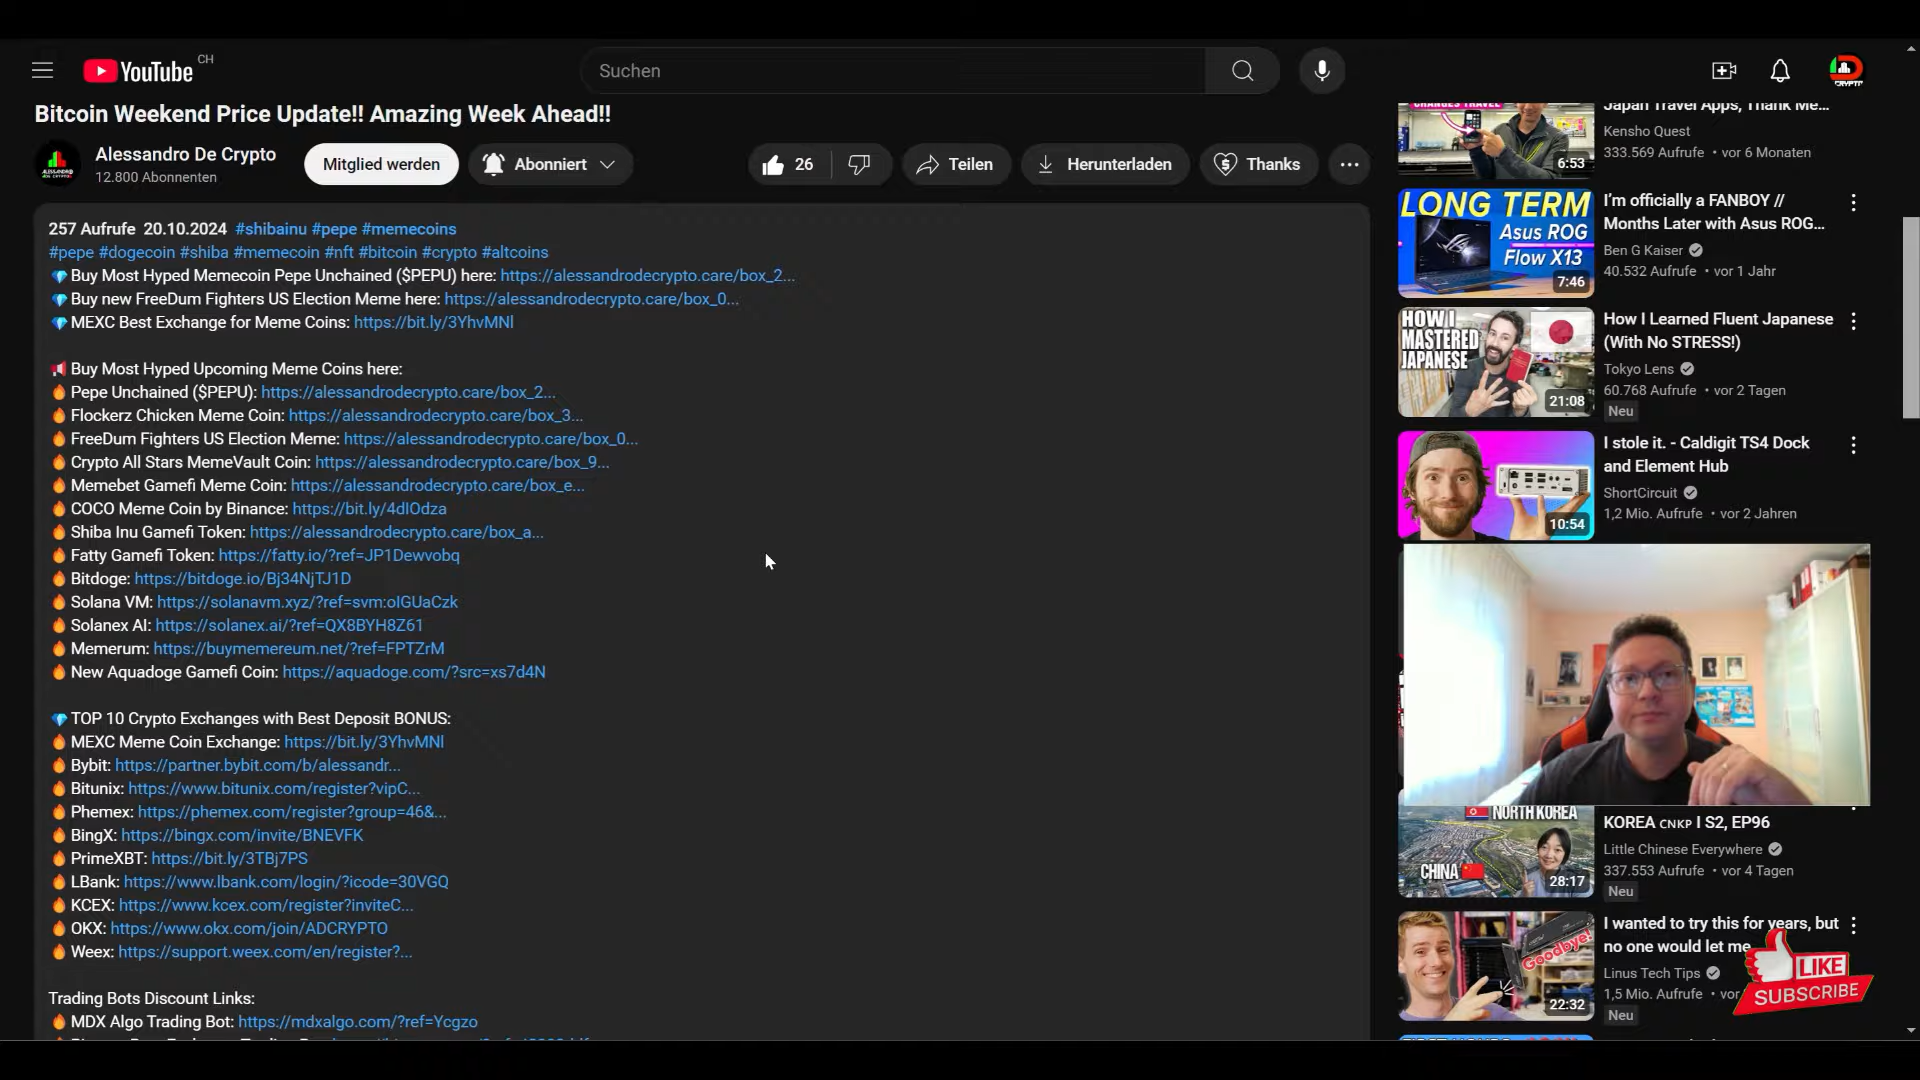 YouTube CH
Suchen
CRYPTO
Bitcoin Weekend Price Update!! Amazing Week Ahead!!
Alessandro De Crypto
12.800 Abonnenten
Mitglied werden
Abonniert
26
Teilen
Herunterladen
Thanks
257 Aufrufe 20.10.2024 #shibainu #pepe #memecoins
#pepe #dogecoin #shiba #memecoin #nft #bitcoin #crypto #altcoins
Buy Most Hyped Memecoin Pepe Unchained ($PEPU) here: https://alessandrodecrypto.care/box_2...
Buy new FreeDum Fighters US Election Meme here: https://alessandrodecrypto.care/box_0...
MEXC Best Exchange for Meme Coins: https://bit.ly/3YhvMNl
Buy Most Hyped Upcoming Meme Coins here:
Pepe Unchained ($PEPU): https://alessandrodecrypto.care/box_2...
Flockerz Chicken Meme Coin: https://alessandrodecrypto.care/box_3...
FreeDum Fighters US Election Meme: https://alessandrodecrypto.care/box_0...
Crypto All Stars MemeVault Coin: https://alessandrodecrypto.care/box_9...
Memebet Gamefi Meme Coin: https://alessandrodecrypto.care/box_e...
COCO Meme Coin by Binance: https://bit.ly/4dlOdza
Shiba Inu Gamefi Token: https://alessandrodecrypto.care/box_a...
Fatty Gamefi Token: https://fatty.io/?ref=JP1Dewvobq
Bitdoge: https://bitdoge.io/Bj34NjTJ1D
Solana VM: https://solanavm.xyz/?ref=svm:oIGUaCzk
Solanex AI: https://solanex.ai/?ref=QX8BYH8Z61
Memerum: https://buymemereum.net/?ref=FPTZrM
New Aquadoge Gamefi Coin: https://aquadoge.com/?src=xs7d4N
TOP 10 Crypto Exchanges with Best Deposit BONUS:
MEXC Meme Coin Exchange: https://bit.ly/3YhvMNl
Bybit: https://partner.bybit.com/b/alessandr...
Bitunix: https://www.bitunix.com/register?vipC...
Phemex: https://phemex.com/register?group=46&...
BingX: https://bingx.com/invite/BNEVFK
PrimeXBT: https://bit.ly/3TBj7PS
LBank: https://www.lbank.com/login/?icode=30VGQ
KCEX: https://www.kcex.com/register?inviteC...
OKX: https://www.okx.com/join/ADCRYPTO
Weex: https://support.weex.com/en/register?...
Trading Bots Discount Links:
MDX Algo Trading Bot: https://mdxalgo.com/?ref=Ycgzo
CHANGES TRAVEL
6:53
Japan Travel Apps, Thank Me...
Kensho Quest
333.569 Aufrufe • vor 6 Monaten
LONG TERM
Asus ROG
Flow X13
7:46
I'm officially a FANBOY //
Months Later with Asus ROG...
Ben G Kaiser
40.532 Aufrufe • vor 1 Jahr
HOW I
MASTERED
JAPANESE
21:08
How I Learned Fluent Japanese
(With No STRESS!)
Tokyo Lens
60.768 Aufrufe • vor 2 Tagen
Neu
10:54
I stole it. - Caldigit TS4 Dock
and Element Hub
ShortCircuit
1,2 Mio. Aufrufe • vor 2 Jahren
NORTH KOREA
CHINA
28:17
KOREA CNKP I S2, EP96
Little Chinese Everywhere
337.553 Aufrufe • vor 4 Tagen
Neu
Goodbye!
22:32
I wanted to try this for years, but
no one would let me
Linus Tech Tips
1,5 Mio. Aufrufe • vor
Neu
LIKE
SUBSCRIBE